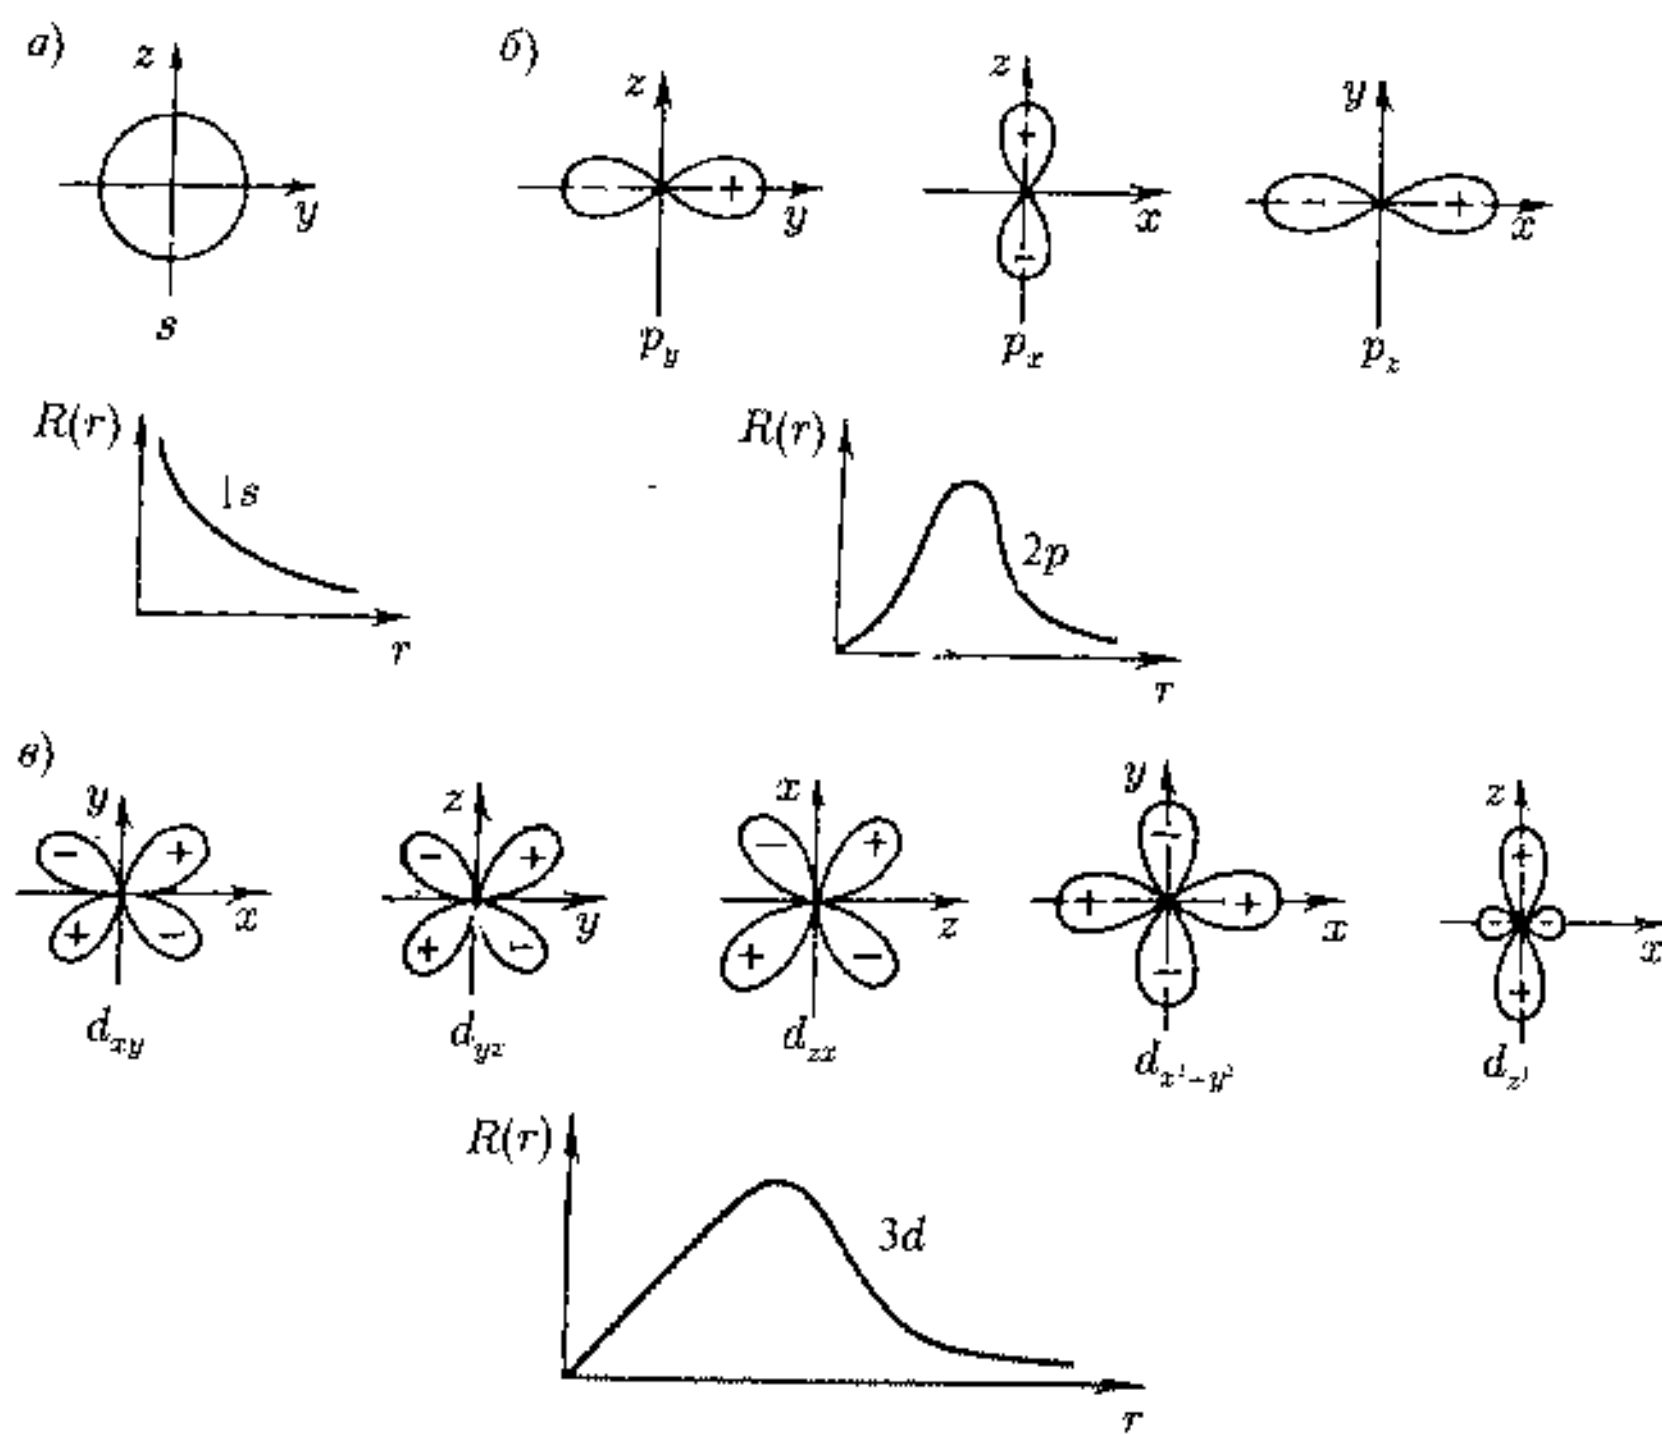 а) z y s
б) z y p_y
z x p_x
y x p_z
R(r) 1s r
R(r) 2p r
в) y x d_xy
z y d_yz
x z d_zx
y x d_x²-y²
z x d_z²
R(r) 3d r